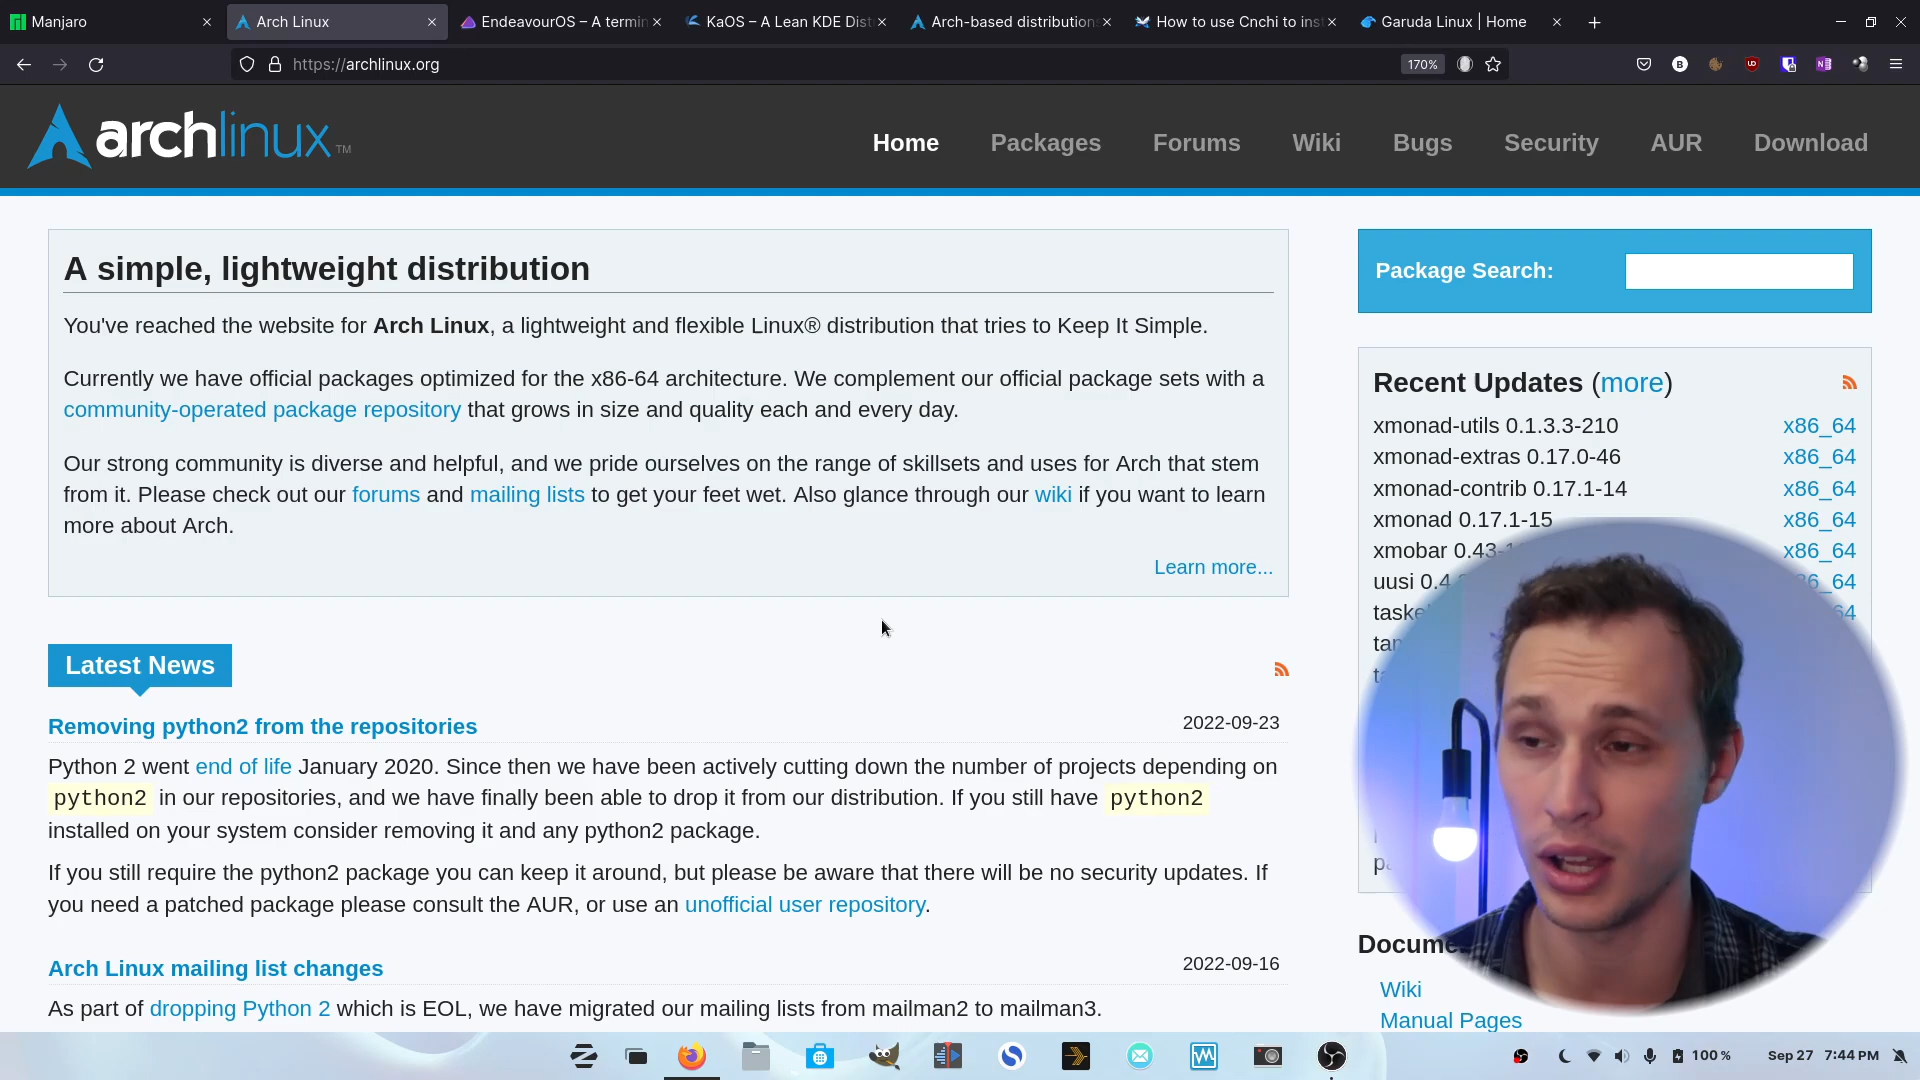 Manjaro
Arch Linux
EndeavourOS – A termin
KaOS – A Lean KDE Dist
Arch-based distributions
How to use Cnchi to inst
Garuda Linux | Home
https://archlinux.org
170%
archlinux TM
Home
Packages
Forums
Wiki
Bugs
Security
AUR
Download
A simple, lightweight distribution
You've reached the website for Arch Linux, a lightweight and flexible Linux® distribution that tries to Keep It Simple.
Currently we have official packages optimized for the x86-64 architecture. We complement our official package sets with a
community-operated package repository that grows in size and quality each and every day.
Our strong community is diverse and helpful, and we pride ourselves on the range of skillsets and uses for Arch that stem
from it. Please check out our forums and mailing lists to get your feet wet. Also glance through our wiki if you want to learn
more about Arch.
Learn more...
Latest News
Removing python2 from the repositories
2022-09-23
Python 2 went end of life January 2020. Since then we have been actively cutting down the number of projects depending on
python2 in our repositories, and we have finally been able to drop it from our distribution. If you still have python2
installed on your system consider removing it and any python2 package.
If you still require the python2 package you can keep it around, but please be aware that there will be no security updates. If
you need a patched package please consult the AUR, or use an unofficial user repository.
Arch Linux mailing list changes
2022-09-16
As part of dropping Python 2 which is EOL, we have migrated our mailing lists from mailman2 to mailman3.
Package Search:
Recent Updates (more)
xmonad-utils 0.1.3.3-210 x86_64
xmonad-extras 0.17.0-46 x86_64
xmonad-contrib 0.17.1-14 x86_64
xmonad 0.17.1-15 x86_64
xmobar 0.43-1 x86_64
uusi 0.4
Wiki
Manual Pages
100 %
Sep 27 7:44 PM